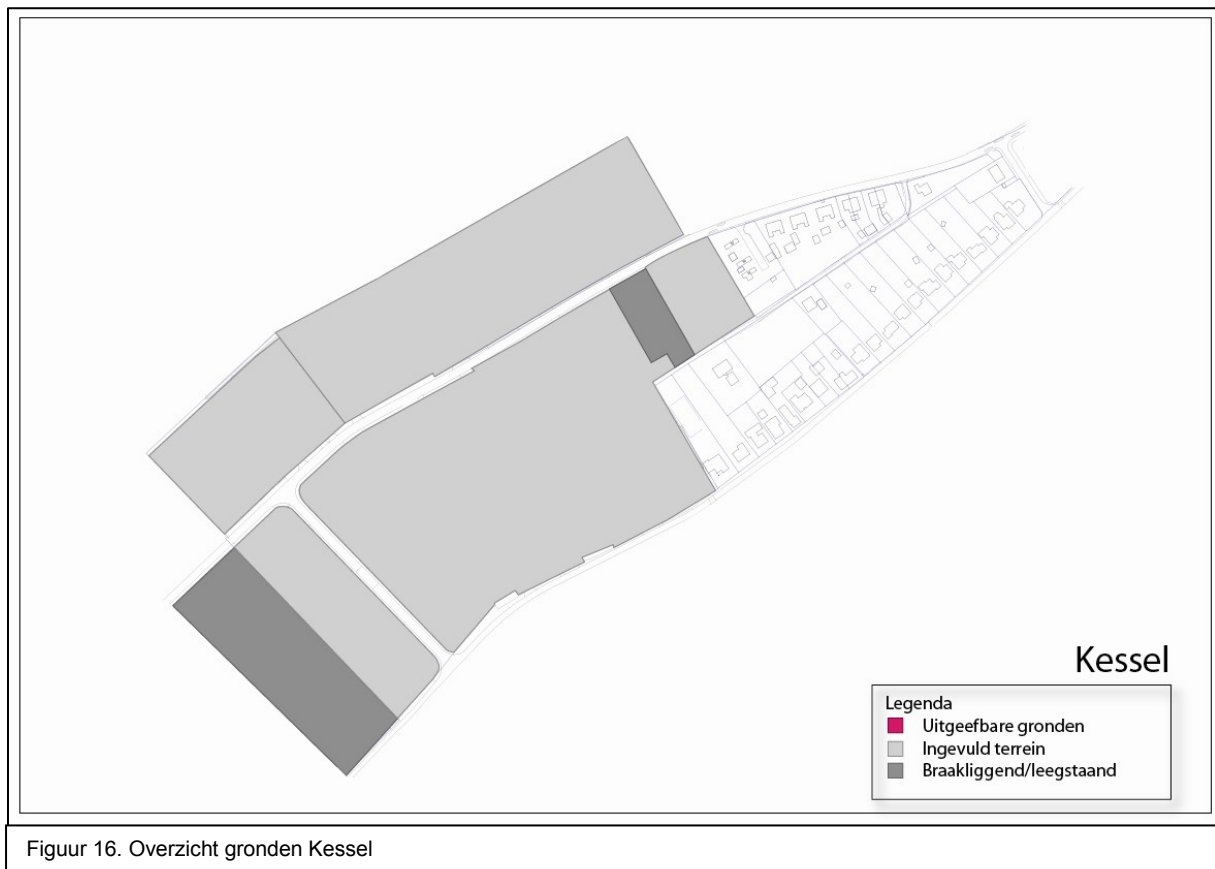 Kessel
Legenda
Uitgeefbare gronden
Ingevuld terrein
Braakliggend/leegstaand
Figuur 16. Overzicht gronden Kessel